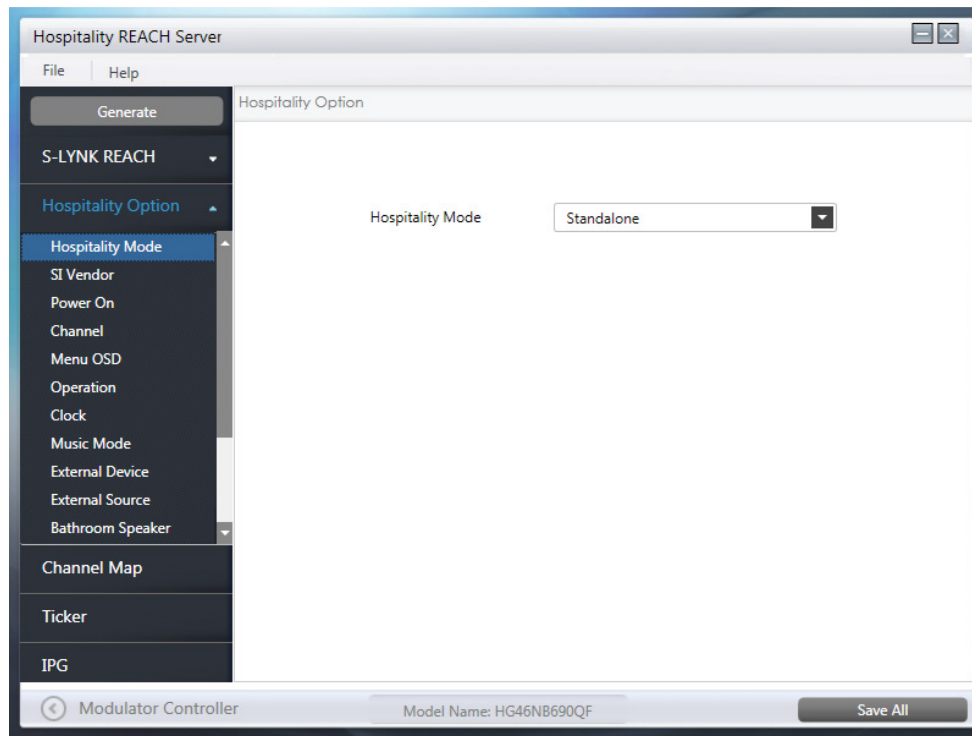 Hospitality REACH Server
File
Help
Generate
Hospitality Option
S-LYNK REACH
Hospitality Option
Hospitality Mode
SI Vendor
Power On
Channel
Menu OSD
Operation
Clock
Music Mode
External Device
External Source
Bathroom Speaker
Channel Map
Ticker
IPG
Hospitality Mode
Standalone
Modulator Controller
Model Name: HG46NB690QF
Save All